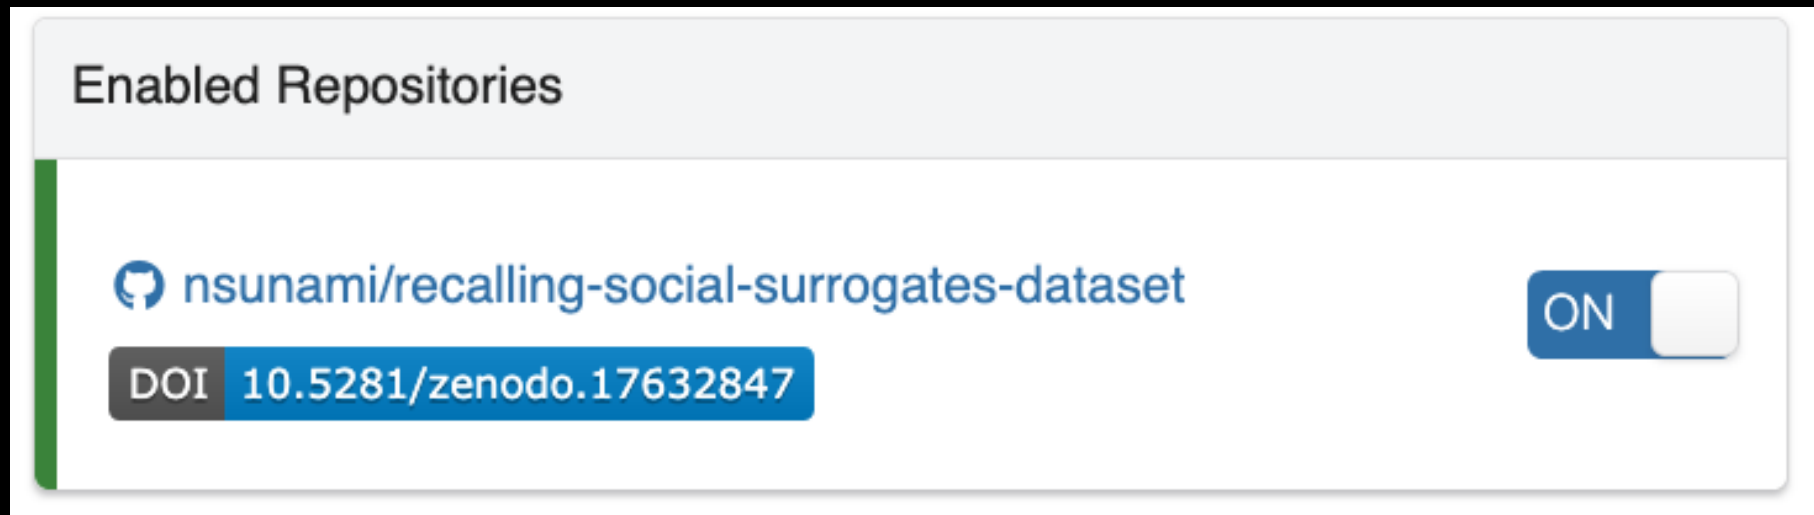 Enabled Repositories
nsunami/recalling-social-surrogates-dataset
ON
DOI 10.5281/zenodo.17632847